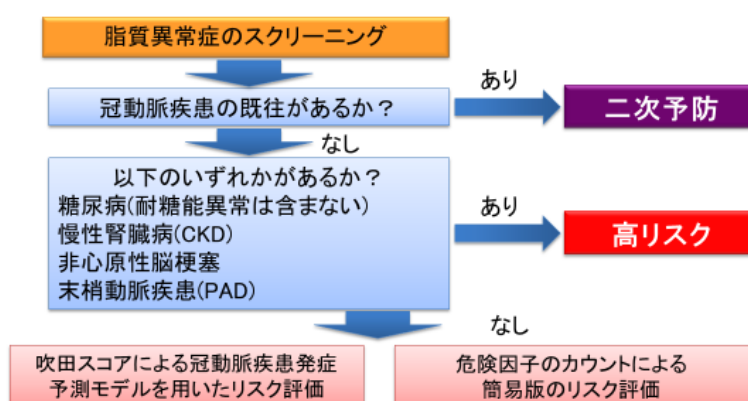 脂質異常症のスクリーニング
冠動脈疾患の既往があるか？
あり
二次予防
なし
以下のいずれかがあるか？
糖尿病(耐糖能異常は含まない)
慢性腎臓病(CKD)
非心原性脳梗塞
末梢動脈疾患(PAD)
あり
高リスク
なし
吹田スコアによる冠動脈疾患発症
予測モデルを用いたリスク評価
危険因子のカウントによる
簡易版のリスク評価